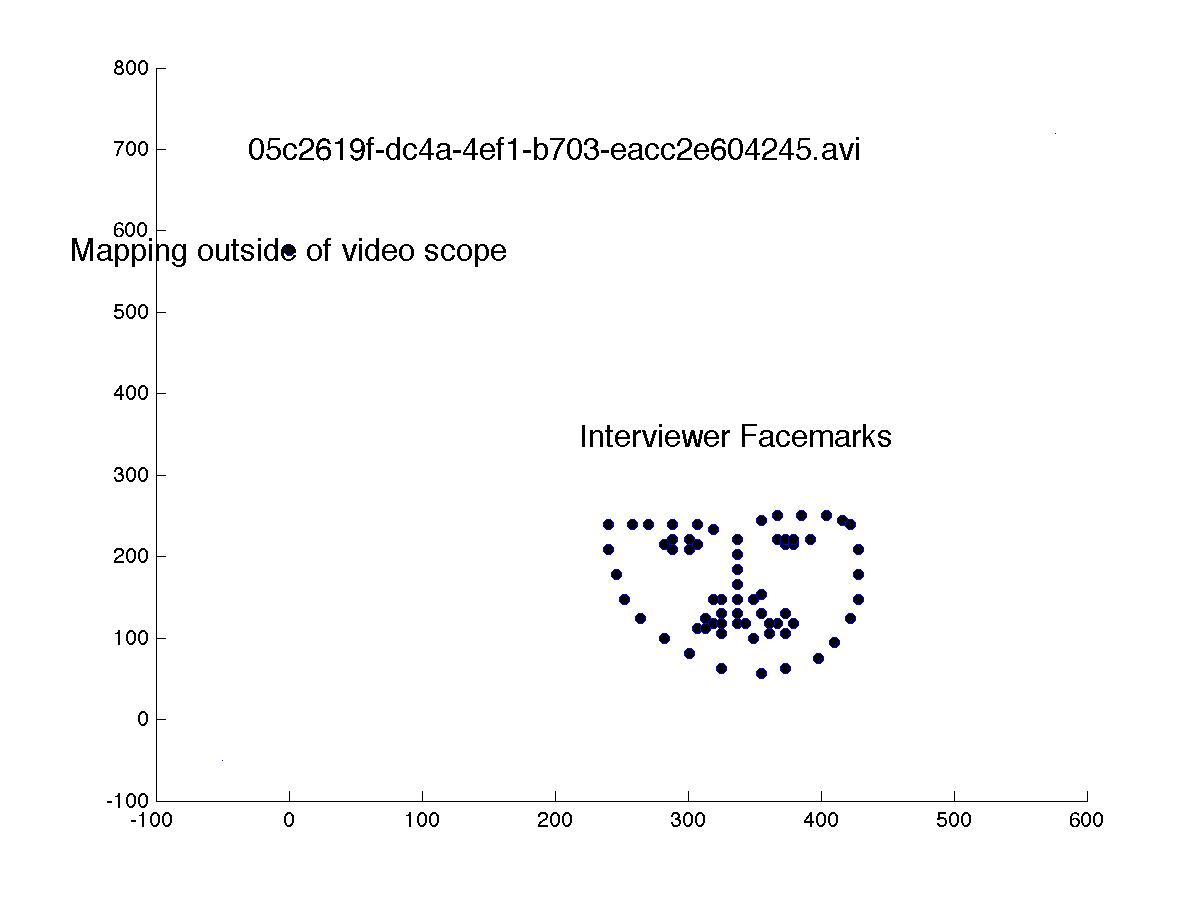 800
700
05c2619f-dc4a-4ef1-b703-eacc2e604245.avi
600
Mapping outside of video scope
500
400
Interviewer Facemarks
300
200
100
0
-100
-100 0 100 200 300 400 500 600